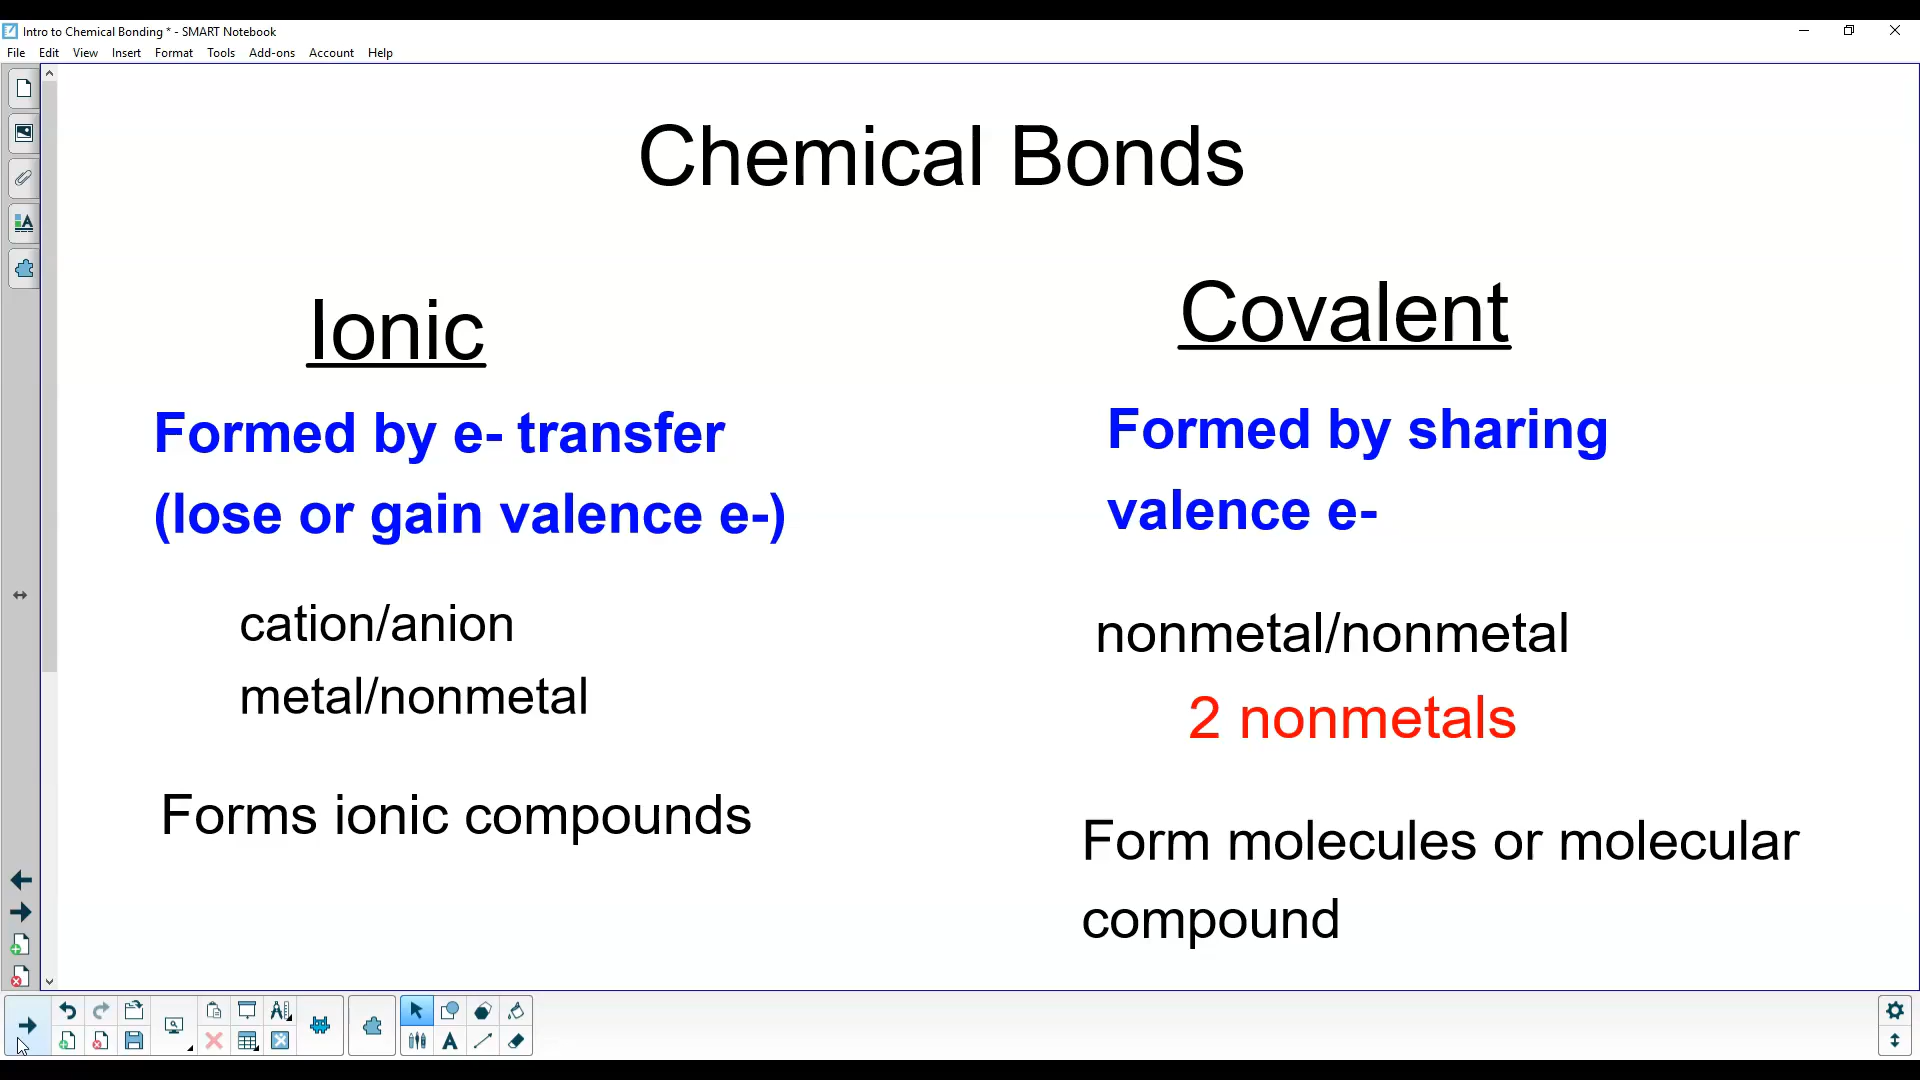 Intro to Chemical Bonding * - SMART Notebook
File Edit View Insert Format Tools Add-ons Account Help
Chemical Bonds
Ionic
Formed by e- transfer
(lose or gain valence e-)
cation/anion
metal/nonmetal
Forms ionic compounds
Covalent
Formed by sharing
valence e-
nonmetal/nonmetal
2 nonmetals
Form molecules or molecular
compound